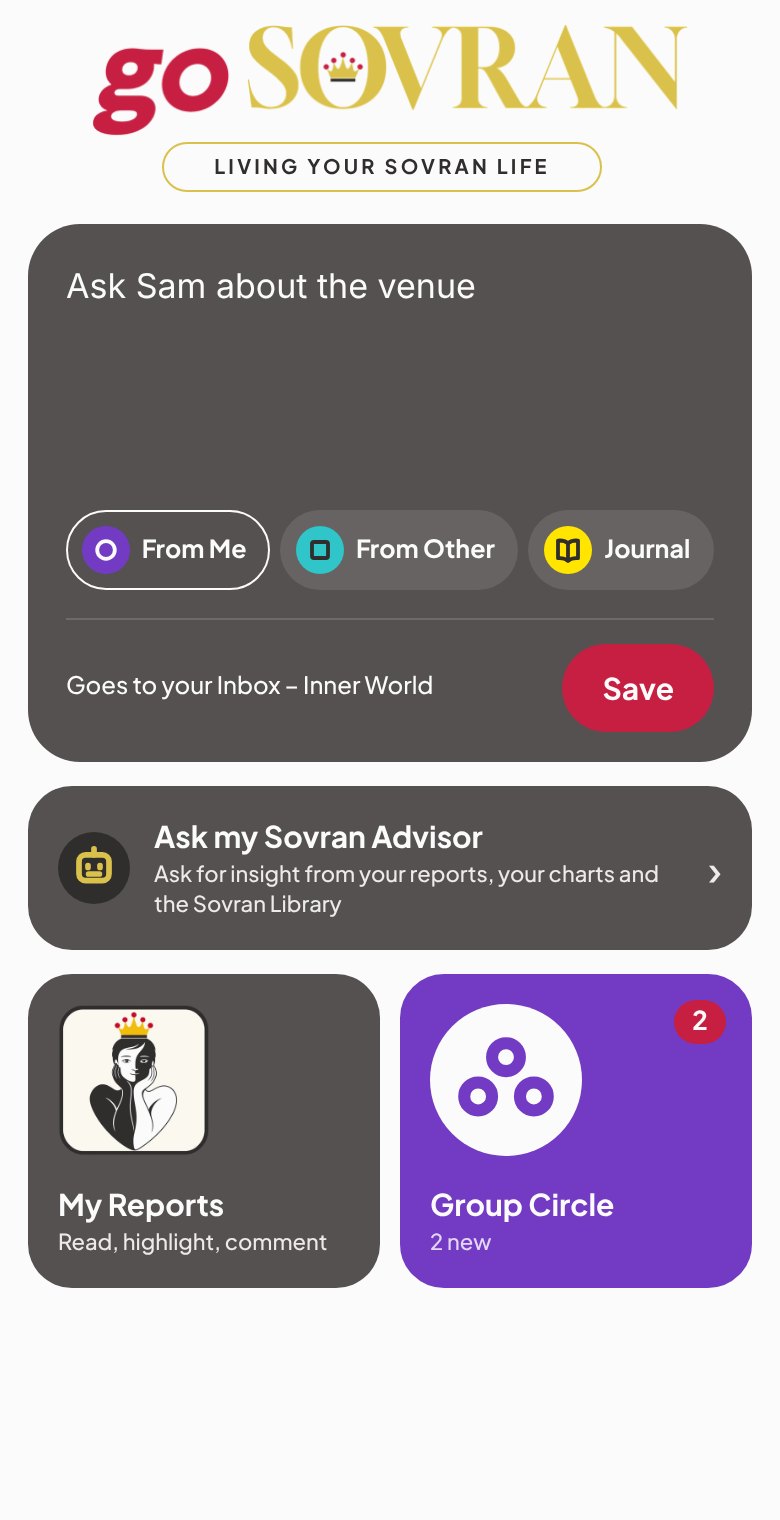 go SOVRAN
LIVING YOUR SOVRAN LIFE
Ask Sam about the venue
From Me
From Other
Journal
Goes to your Inbox – Inner World
Save
Ask my Sovran Advisor
Ask for insight from your reports, your charts and
the Sovran Library
My Reports
Read, highlight, comment
2
Group Circle
2 new